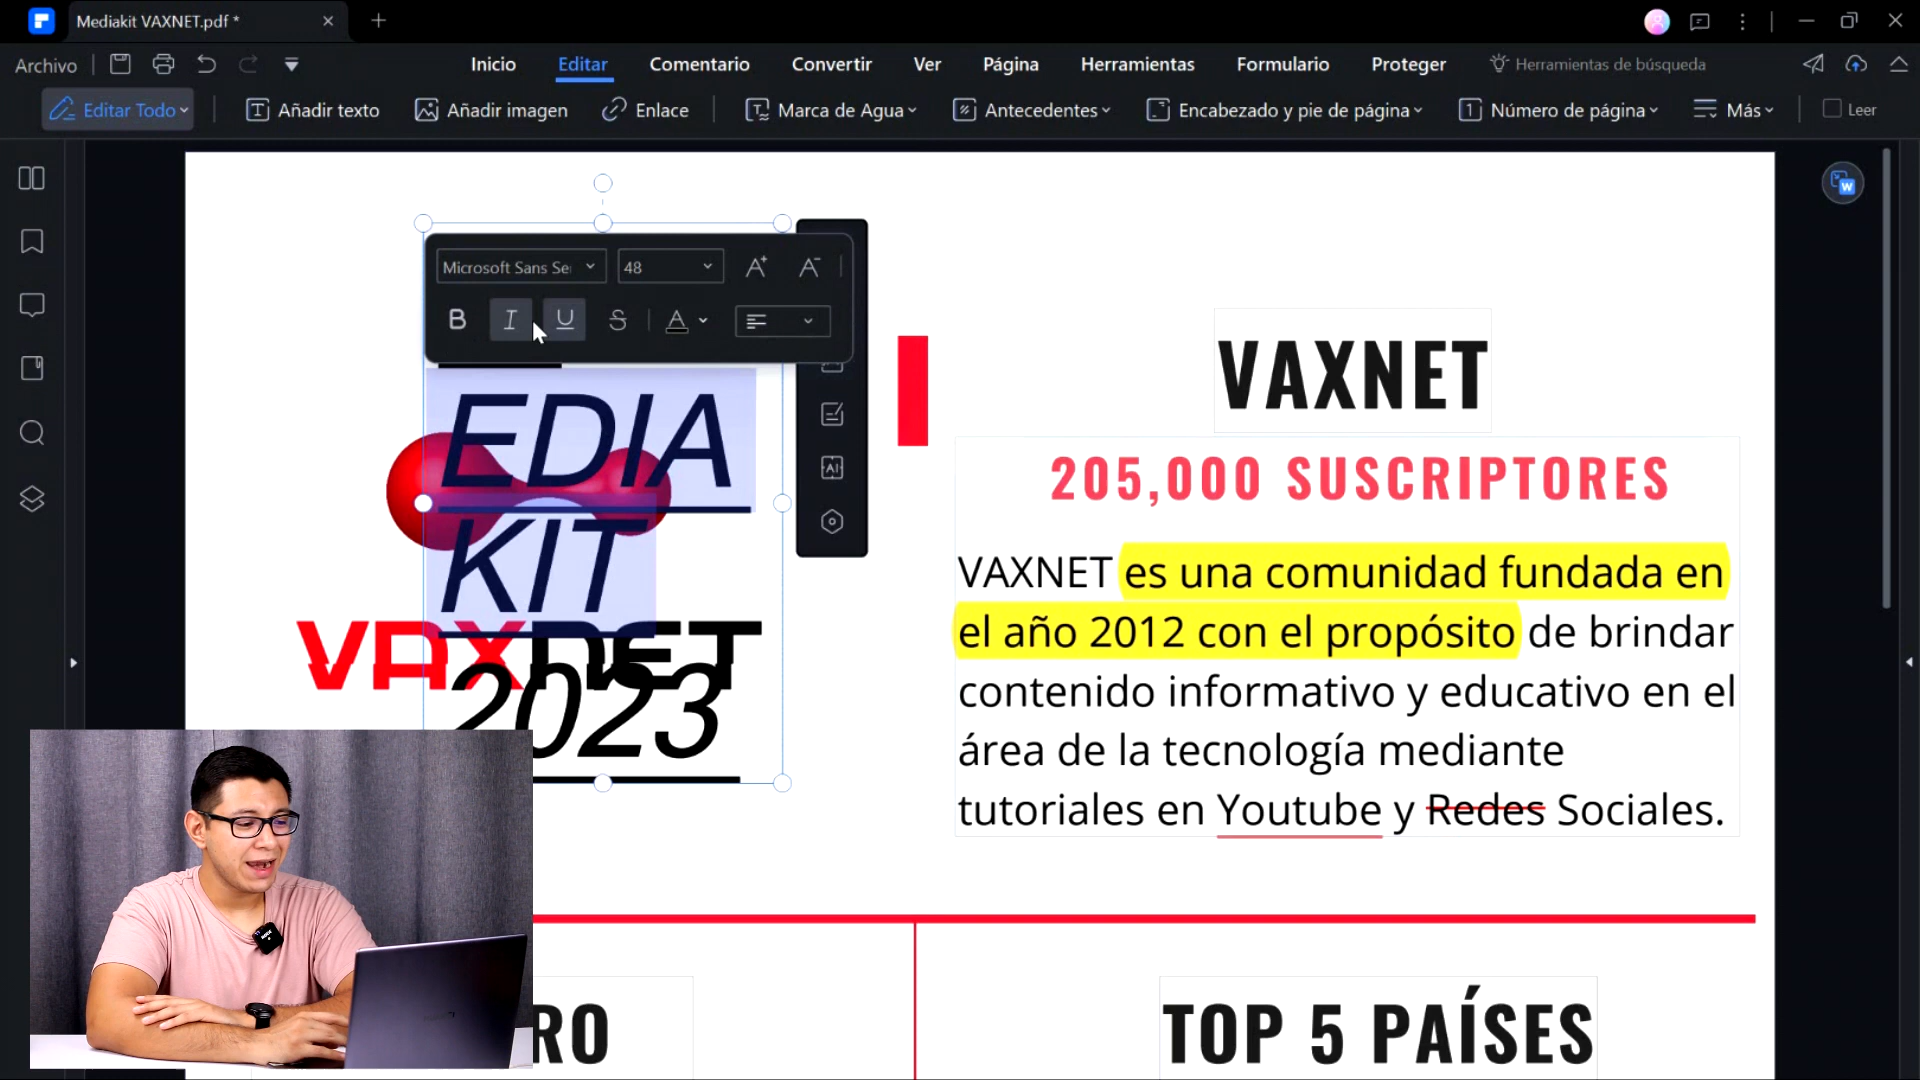 Mediakit VAXNET.pdf *
Archivo
Inicio
Editar
Comentario
Convertir
Ver
Página
Herramientas
Formulario
Proteger
Herramientas de búsqueda
Editar Todo
Añadir texto
Añadir imagen
Enlace
Marca de Agua
Antecedentes
Encabezado y pie de página
Número de página
Más
Leer
Microsoft Sans Se
48
B I U S A
EDIA
KIT
VAXNET
2023
VAXNET
205,000 SUSCRIPTORES
VAXNET es una comunidad fundada en
el año 2012 con el propósito de brindar
contenido informativo y educativo en el
área de la tecnología mediante
tutoriales en Youtube y Redes Sociales.
RO
TOP 5 PAÍSES